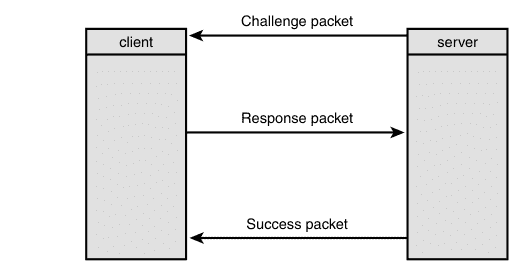 Challenge packet
client
server
Response packet
Success packet